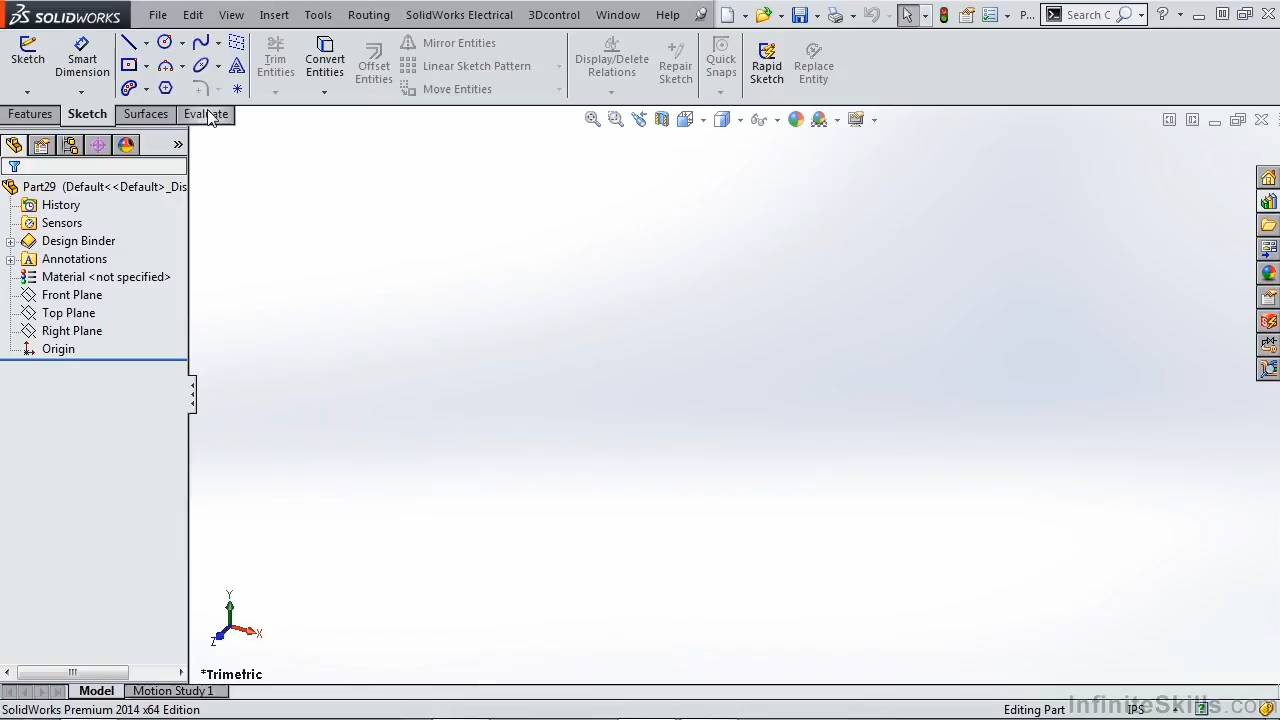 SOLIDWORKS File Edit View Insert Tools Routing SolidWorks Electrical 3Dcontrol Window Help P... Search C
Sketch
Smart Dimension
Trim Entities
Convert Entities
Offset Entities
Mirror Entities
Linear Sketch Pattern
Move Entities
Display/Delete Relations
Repair Sketch
Quick Snaps
Rapid Sketch
Replace Entity
Features Sketch Surfaces Evaluate
Part29 (Default<<Default>_Dis
History
Sensors
Design Binder
Annotations
Material <not specified>
Front Plane
Top Plane
Right Plane
Origin
Y
X
Z
*Trimetric
Model Motion Study 1
SolidWorks Premium 2014 x64 Edition Editing Part IPS
InfiniteSkills.com